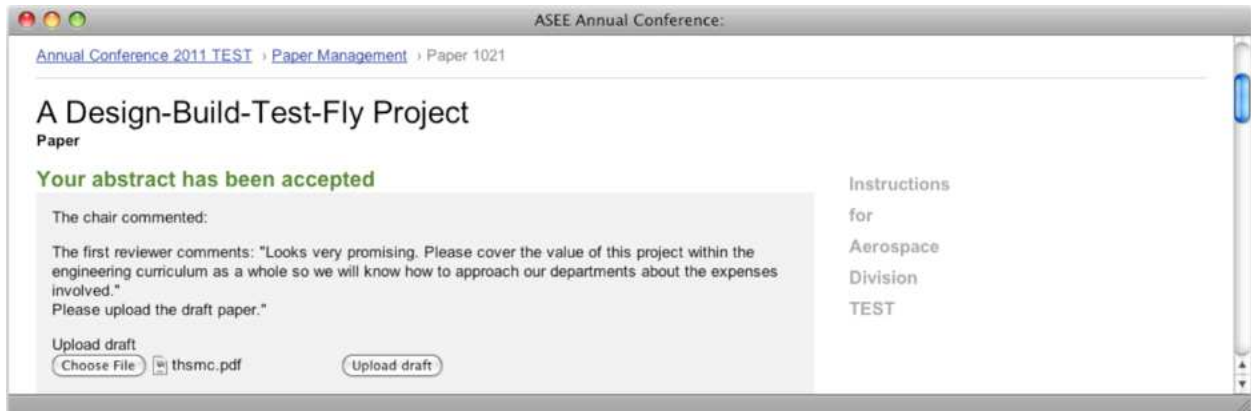 ASEE Annual Conference:
Annual Conference 2011 TEST › Paper Management › Paper 1021
A Design-Build-Test-Fly Project
Paper
Your abstract has been accepted
The chair commented:
The first reviewer comments: "Looks very promising. Please cover the value of this project within the
engineering curriculum as a whole so we will know how to approach our departments about the expenses
involved."
Please upload the draft paper."
Upload draft
Choose File thsmc.pdf Upload draft
Instructions
for
Aerospace
Division
TEST